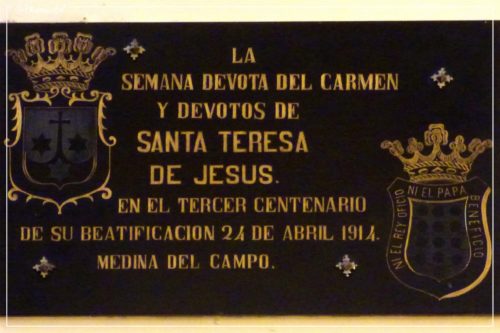 LA
SEMANA DEVOTA DEL CARMEN
Y DEVOTOS DE
SANTA TERESA
DE JESUS.
EN EL TERCER CENTENARIO
DE SU BEATIFICACION 24 DE ABRIL 1914.
MEDINA DEL CAMPO.
NI EL REY OFICIO
NI EL PAPA
BENEFICIO